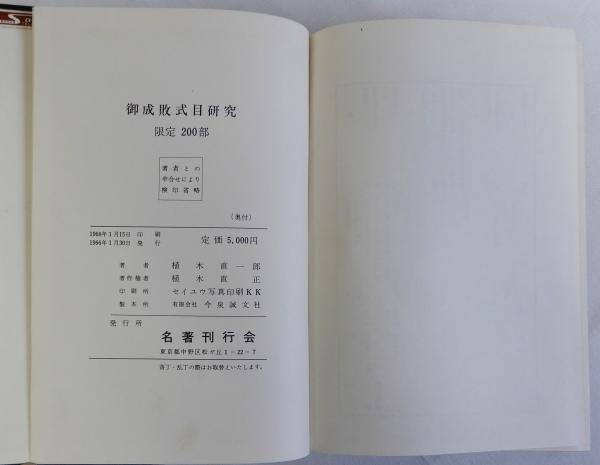 御成敗式目研究
限定 200部
著者との
申合せにより
検印省略
(奥付)
1966年1月15日 印 刷
1966年1月30日 発 行
定価 5,000円
著 者 植木直一郎
著作権者 植木直正
印刷所 セイユウ写真印刷KK
製本所 有限会社 今泉誠文社
発行所
名著刊行会
東京都中野区松が丘1-22-7
落丁・乱丁の際はお取替えいたします。